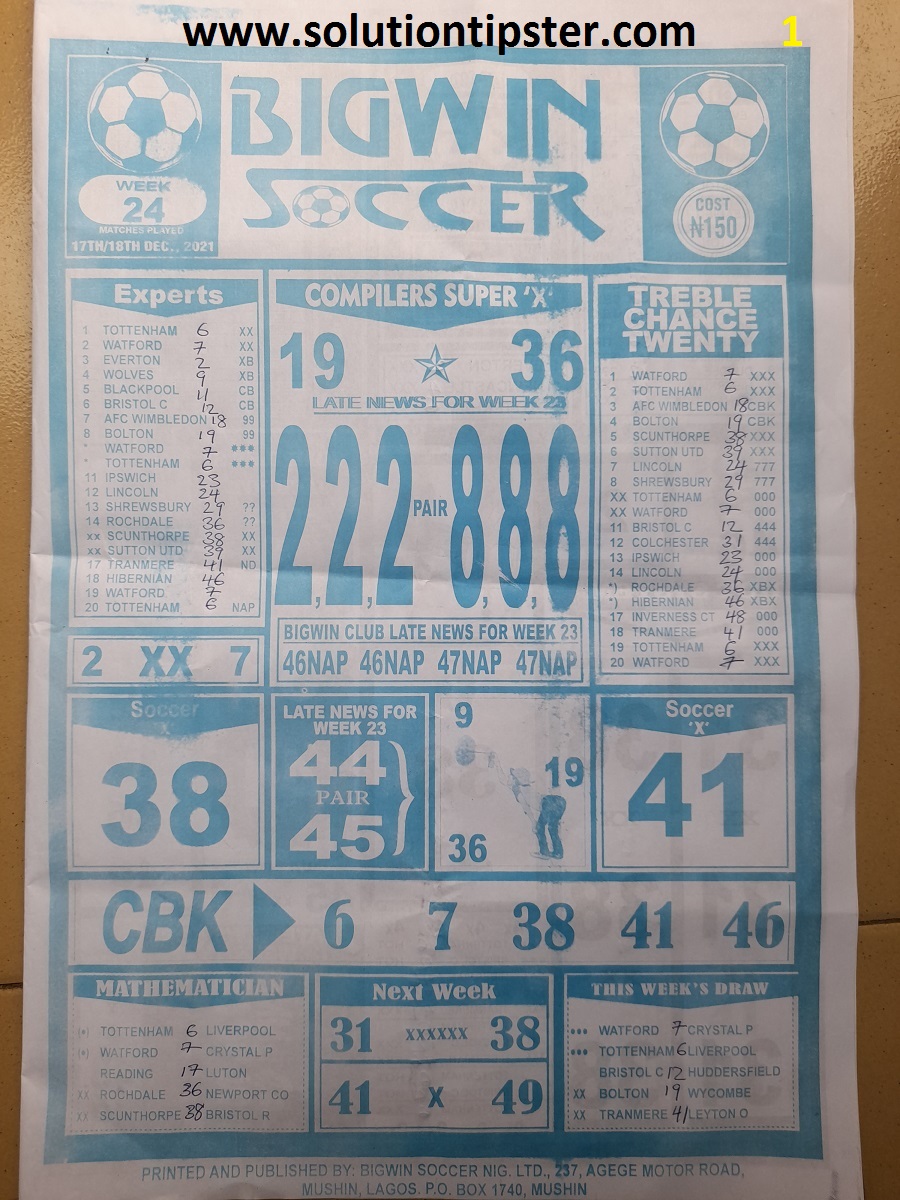 www.solutiontipster.com
1
BIGWIN
SOCCER
WEEK
24
MATCHES PLAYED
17TH/18TH DEC., 2021
COST
₦150
Experts
1 TOTTENHAM 6 XX
2 WATFORD 7 XX
3 EVERTON 2 XB
4 WOLVES 9 XB
5 BLACKPOOL 11 CB
6 BRISTOL C 12 CB
7 AFC WIMBLEDON 18 99
8 BOLTON 19 99
* WATFORD 7 ***
* TOTTENHAM 6 ***
11 IPSWICH 23
12 LINCOLN 24
13 SHREWSBURY 29 ??
14 ROCHDALE 36 ??
xx SCUNTHORPE 38 XX
xx SUTTON UTD 39 XX
17 TRANMERE 41 ND
18 HIBERNIAN 46
19 WATFORD 7
20 TOTTENHAM 6 NAP
2 XX 7
COMPILERS SUPER 'X'
19 36
LATE NEWS FOR WEEK 23
2,2,2 PAIR 8,8,8
BIGWIN CLUB LATE NEWS FOR WEEK 23
46NAP 46NAP 47NAP 47NAP
TREBLE
CHANCE
TWENTY
1 WATFORD 7 XXX
2 TOTTENHAM 6 XXX
3 AFC WIMBLEDON 18 CBK
4 BOLTON 19 CBK
5 SCUNTHORPE 38 XXX
6 SUTTON UTD 39 XXX
7 LINCOLN 24 777
8 SHREWSBURY 29 777
XX TOTTENHAM 6 000
XX WATFORD 7 000
11 BRISTOL C 12 444
12 COLCHESTER 31 444
13 IPSWICH 23 000
14 LINCOLN 24 000
*) ROCHDALE 36 XBX
*) HIBERNIAN 46 XBX
17 INVERNESS CT 48 000
18 TRANMERE 41 000
19 TOTTENHAM 6 XXX
20 WATFORD 7 XXX
Soccer
'X'
38
LATE NEWS FOR
WEEK 23
44
PAIR
45
9
19
36
Soccer
'X'
41
CBK 6 7 38 41 46
MATHEMATICIAN
(*) TOTTENHAM 6 LIVERPOOL
(*) WATFORD 7 CRYSTAL P
READING 17 LUTON
XX ROCHDALE 36 NEWPORT CO
XX SCUNTHORPE 38 BRISTOL R
Next Week
31 xxxxxx 38
41 x 49
THIS WEEK'S DRAW
••• WATFORD 7 CRYSTAL P
••• TOTTENHAM 6 LIVERPOOL
BRISTOL C 12 HUDDERSFIELD
XX BOLTON 19 WYCOMBE
XX TRANMERE 41 LEYTON O
PRINTED AND PUBLISHED BY: BIGWIN SOCCER NIG. LTD., 237, AGEGE MOTOR ROAD,
MUSHIN, LAGOS. P.O. BOX 1740, MUSHIN